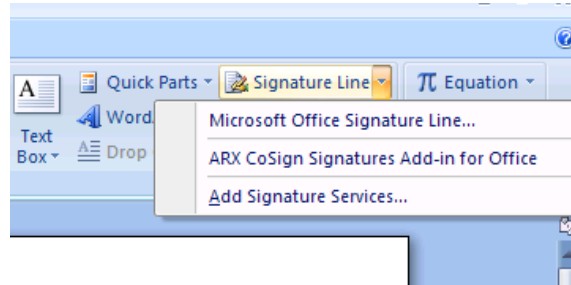 Quick Parts
Signature Line
π Equation
A
Text
Box
Word
A Drop
Microsoft Office Signature Line...
ARX CoSign Signatures Add-in for Office
Add Signature Services...